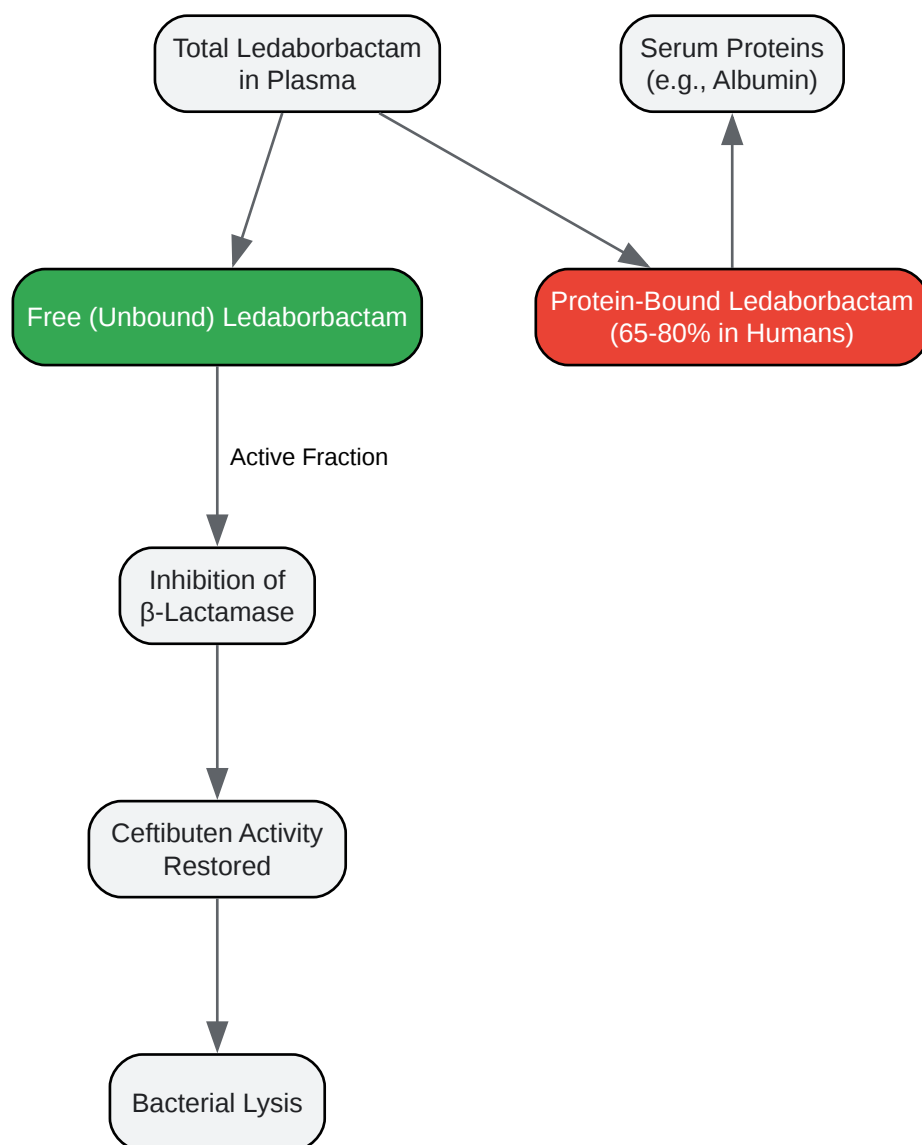 Total Ledaborbactam
in Plasma
Serum Proteins
(e.g., Albumin)
Free (Unbound) Ledaborbactam
Protein-Bound Ledaborbactam
(65-80% in Humans)
Active Fraction
Inhibition of
β-Lactamase
Ceftibuten Activity
Restored
Bacterial Lysis